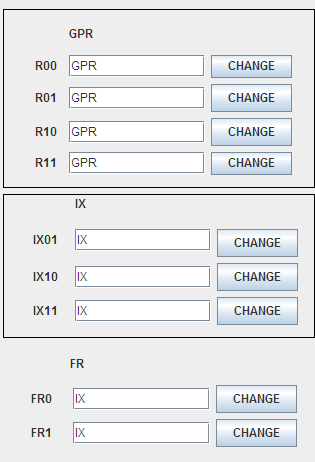 GPR
R00 GPR CHANGE
R01 GPR CHANGE
R10 GPR CHANGE
R11 GPR CHANGE
IX
IX01 IX CHANGE
IX10 IX CHANGE
IX11 IX CHANGE
FR
FR0 IX CHANGE
FR1 IX CHANGE